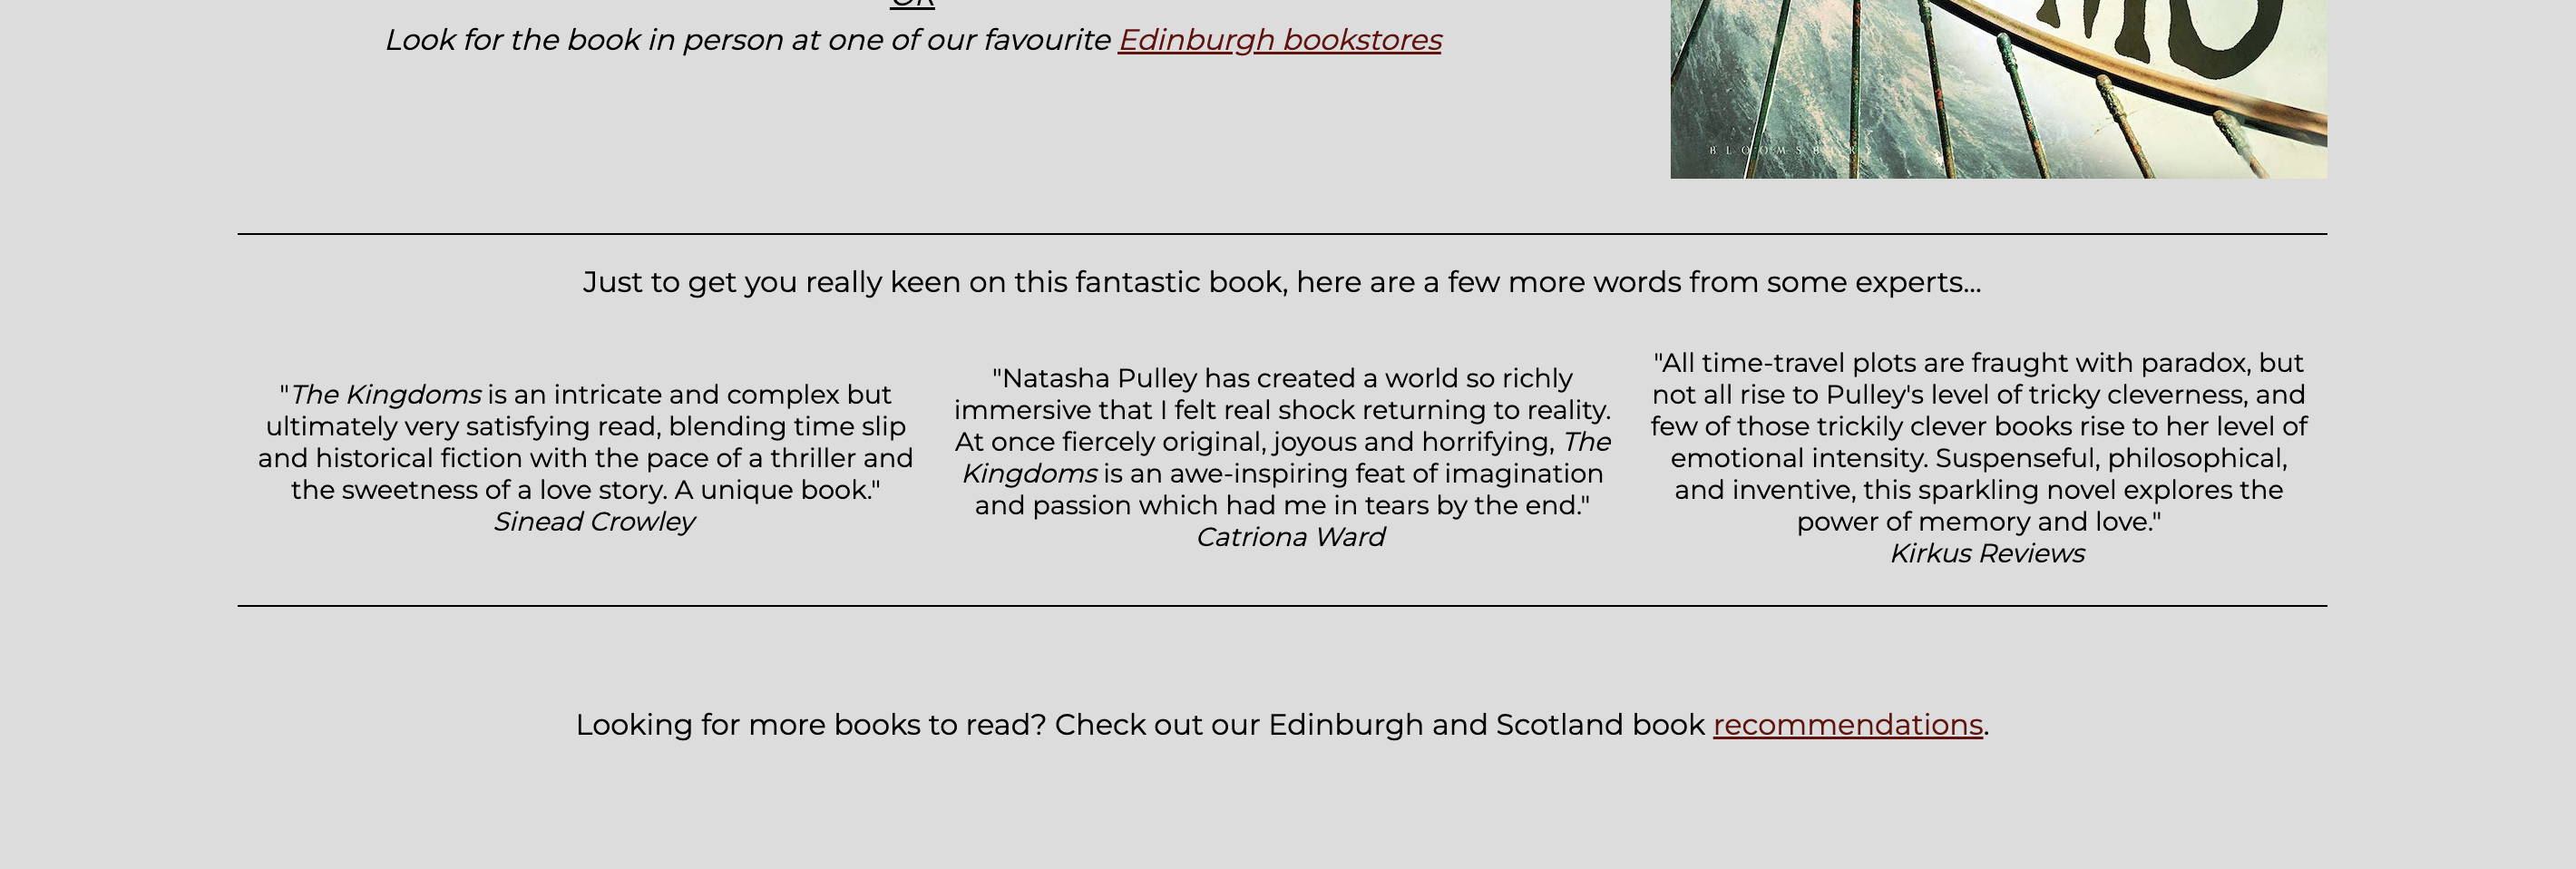 OR
Look for the book in person at one of our favourite Edinburgh bookstores
BLOOMSBURY
Just to get you really keen on this fantastic book, here are a few more words from some experts...
"The Kingdoms is an intricate and complex but
ultimately very satisfying read, blending time slip
and historical fiction with the pace of a thriller and
the sweetness of a love story. A unique book."
Sinead Crowley
"Natasha Pulley has created a world so richly
immersive that I felt real shock returning to reality.
At once fiercely original, joyous and horrifying, The
Kingdoms is an awe-inspiring feat of imagination
and passion which had me in tears by the end."
Catriona Ward
"All time-travel plots are fraught with paradox, but
not all rise to Pulley's level of tricky cleverness, and
few of those trickily clever books rise to her level of
emotional intensity. Suspenseful, philosophical,
and inventive, this sparkling novel explores the
power of memory and love."
Kirkus Reviews
Looking for more books to read? Check out our Edinburgh and Scotland book recommendations.